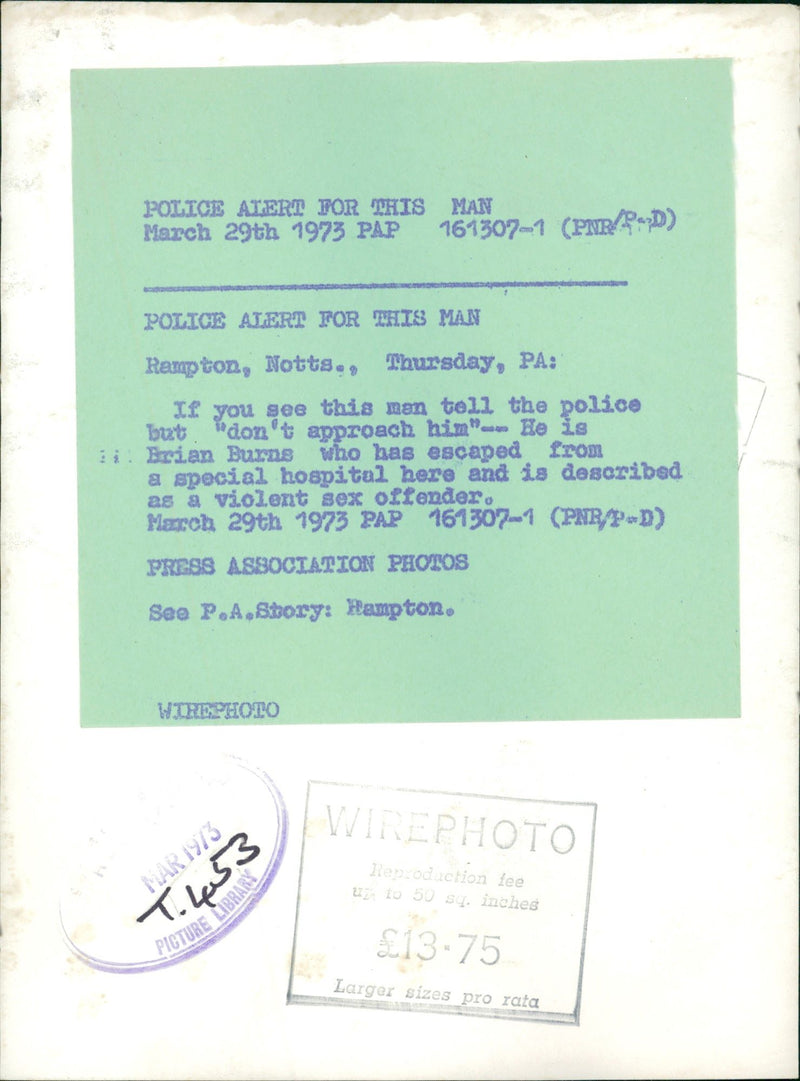 POLICE ALERT FOR THIS MAN
March 29th 1973 PAP 161307-1 (PNR/P-D)
POLICE ALERT FOR THIS MAN
Rampton, Notts., Thursday, PA:
If you see this man tell the police
but "don't approach him"-- He is
Brian Burns who has escaped from
a special hospital here and is described
as a violent sex offender.
March 29th 1973 PAP 161307-1 (PNR/P-D)
PRESS ASSOCIATION PHOTOS
See P.A.Story: Rampton.
WIREPHOTO
MAR 1973
T.453
PICTURE LIBRARY
WIREPHOTO
Reproduction fee
up to 50 sq. inches
£13·75
Larger sizes pro rata